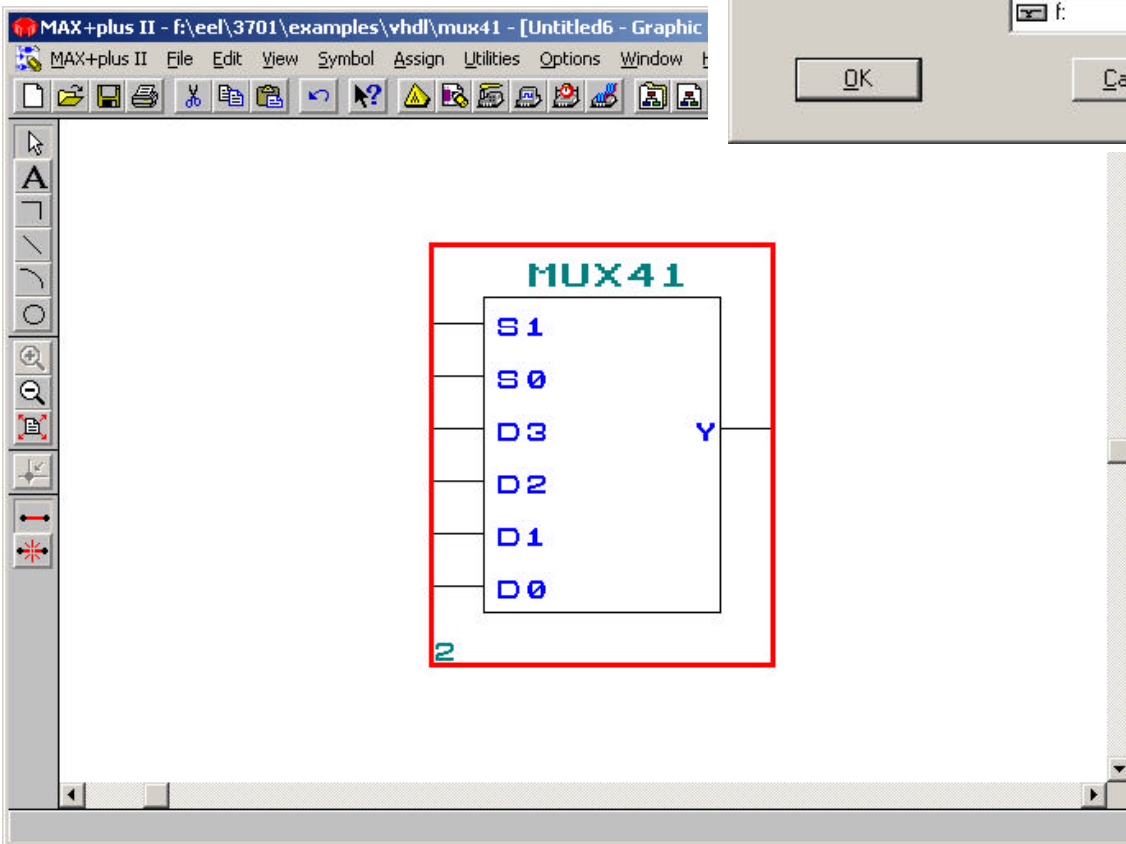 MAX+plus II - f:\eel\3701\examples\vhdl\mux41 - [Untitled6 - Graphic
MAX+plus II File Edit View Symbol Assign Utilities Options Window
f:
OK
MUX41
S1
S0
D3 Y
D2
D1
D0
2